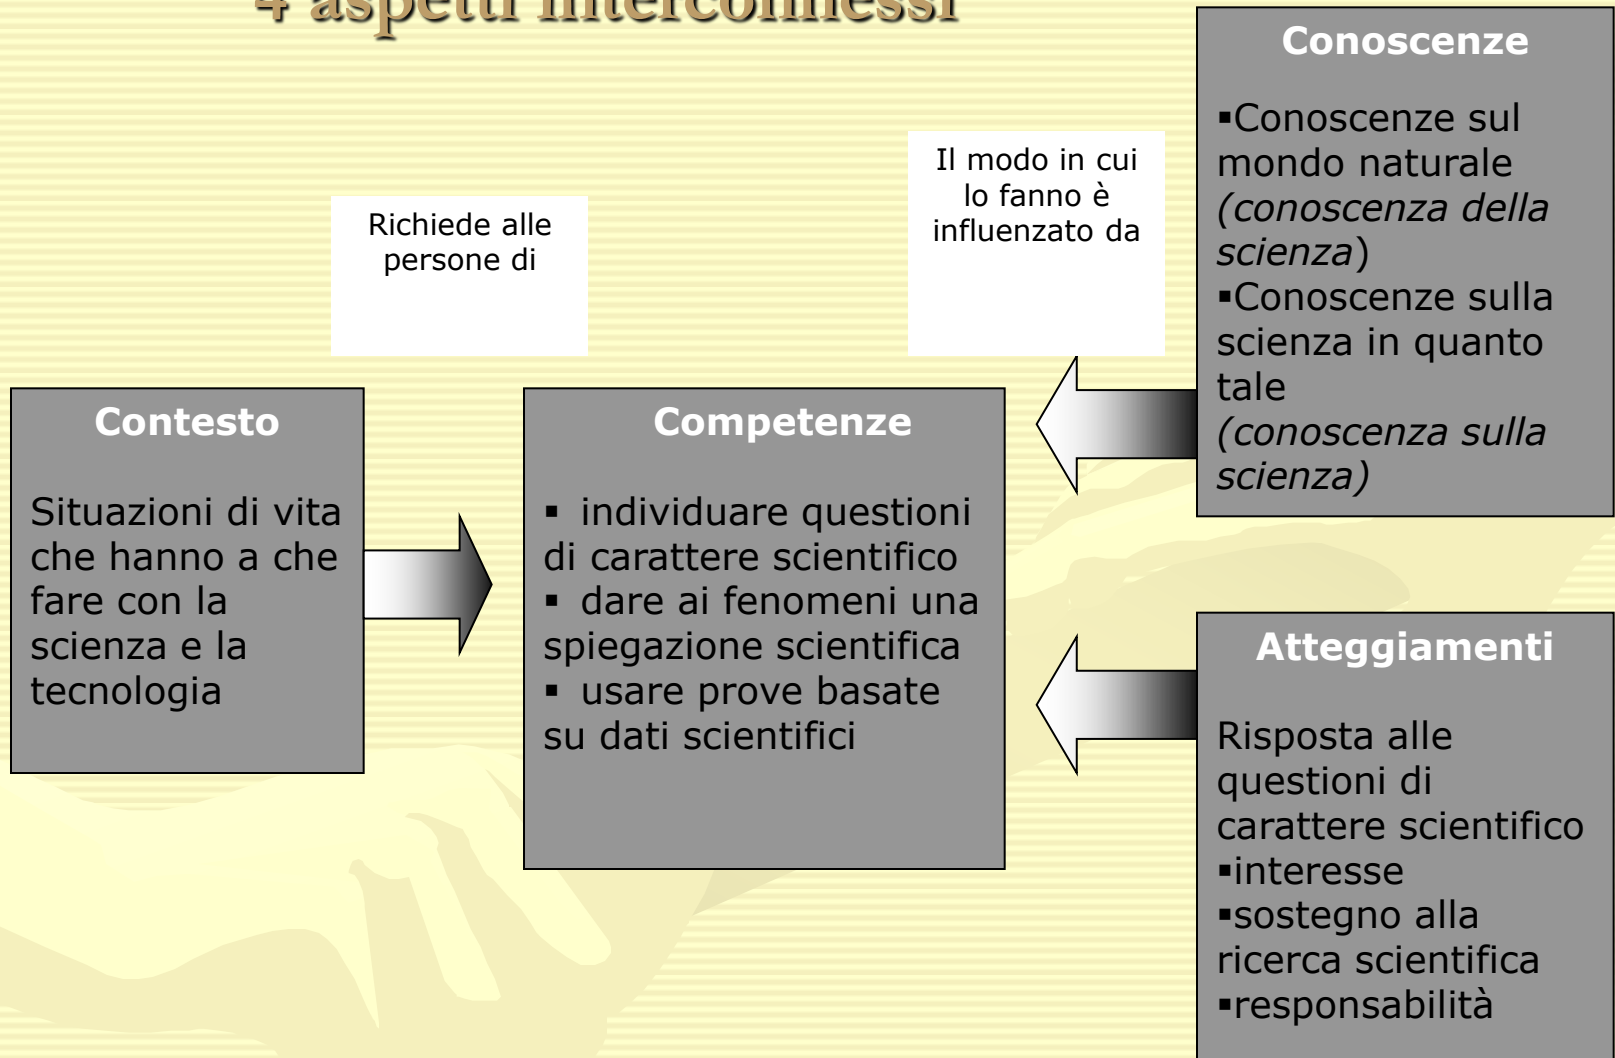 4 aspetti interconnessi
Richiede alle
persone di
Il modo in cui
lo fanno è
influenzato da
Contesto
Situazioni di vita
che hanno a che
fare con la
scienza e la
tecnologia
Competenze
▪ individuare questioni
di carattere scientifico
▪ dare ai fenomeni una
spiegazione scientifica
▪ usare prove basate
su dati scientifici
Conoscenze
▪Conoscenze sul
mondo naturale
(conoscenza della
scienza)
▪Conoscenze sulla
scienza in quanto
tale
(conoscenza sulla
scienza)
Atteggiamenti
Risposta alle
questioni di
carattere scientifico
▪interesse
▪sostegno alla
ricerca scientifica
▪responsabilità